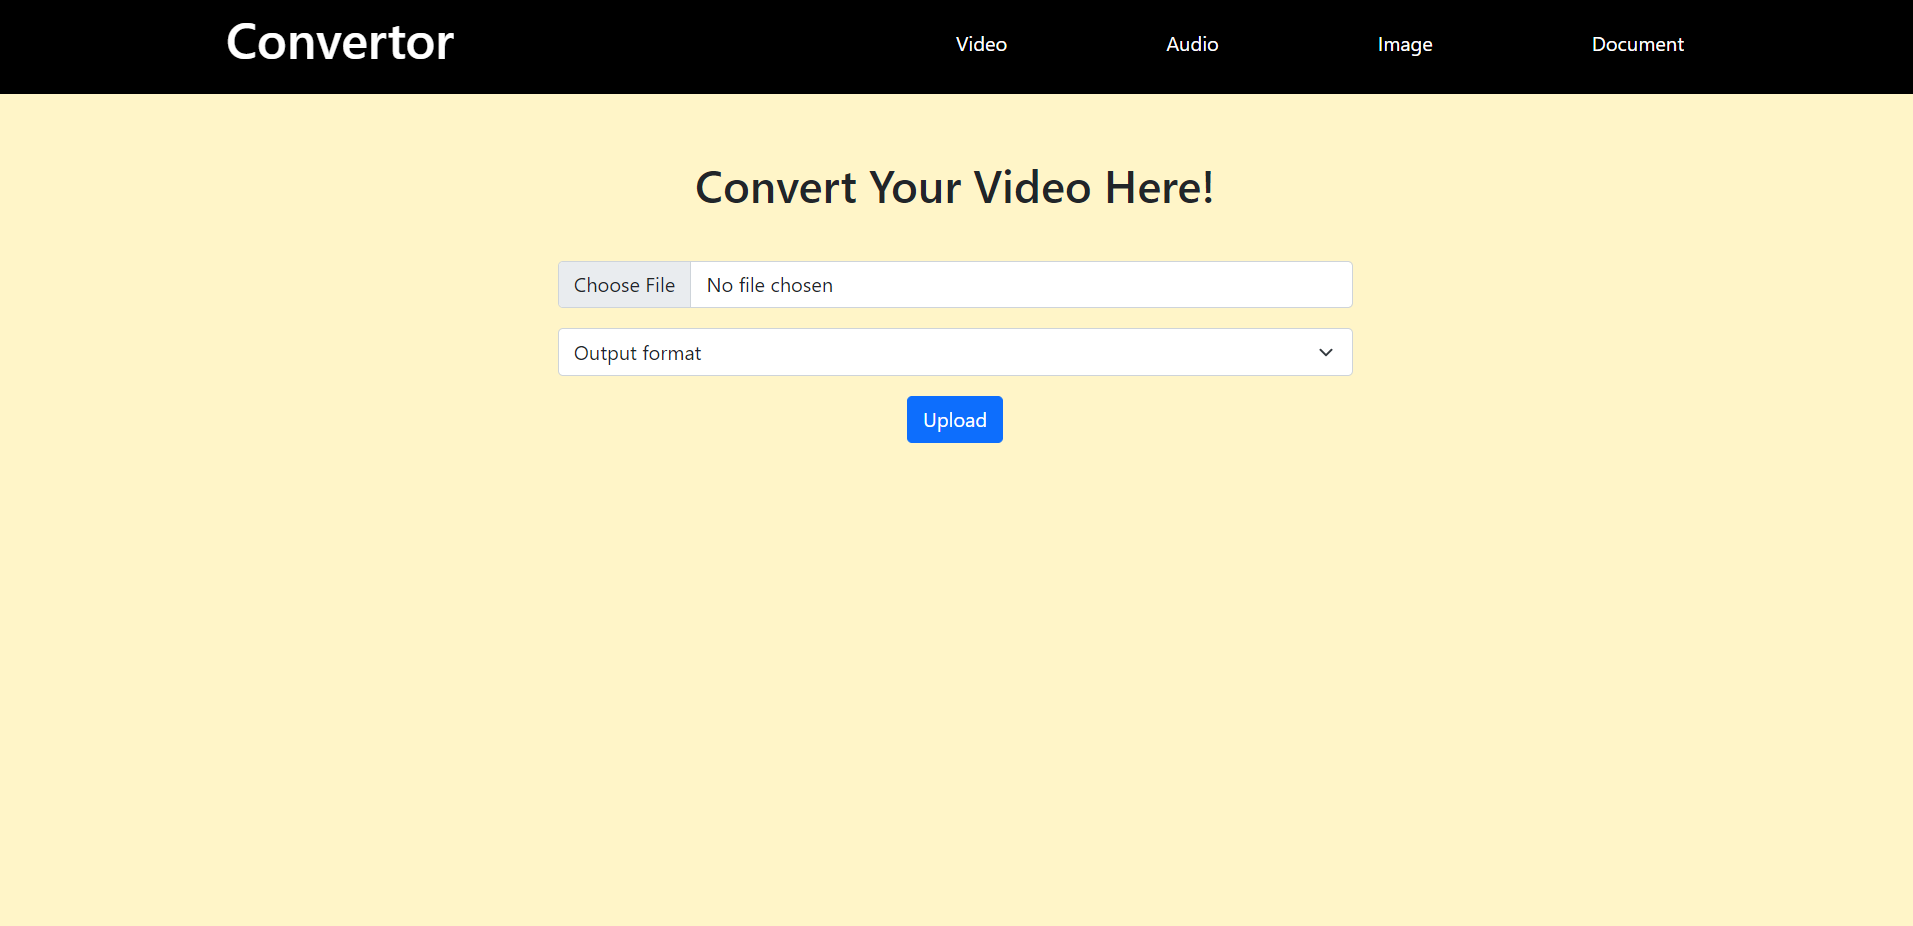 Convertor
Video Audio Image Document
Convert Your Video Here!
Choose File No file chosen
Output format
Upload